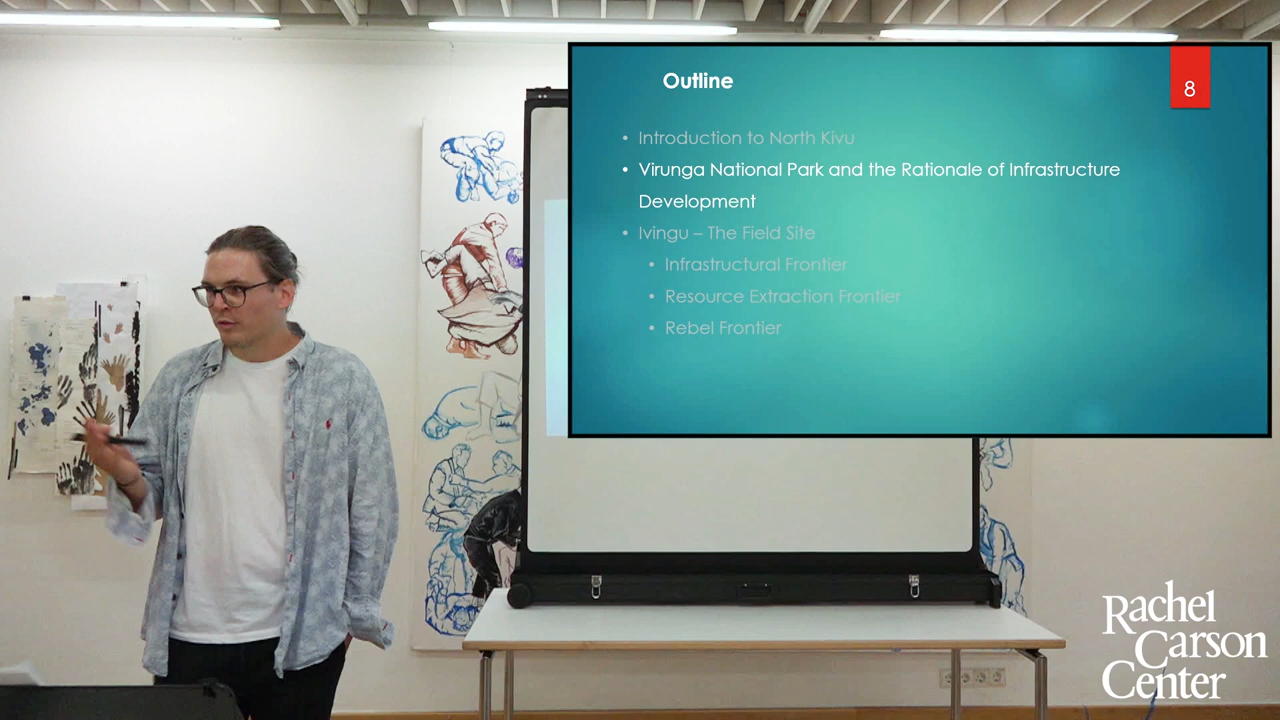 Outline
8
• Introduction to North Kivu
• Virunga National Park and the Rationale of Infrastructure
Development
• Ivingu – The Field Site
• Infrastructural Frontier
• Resource Extraction Frontier
• Rebel Frontier
Rachel
Carson
Center